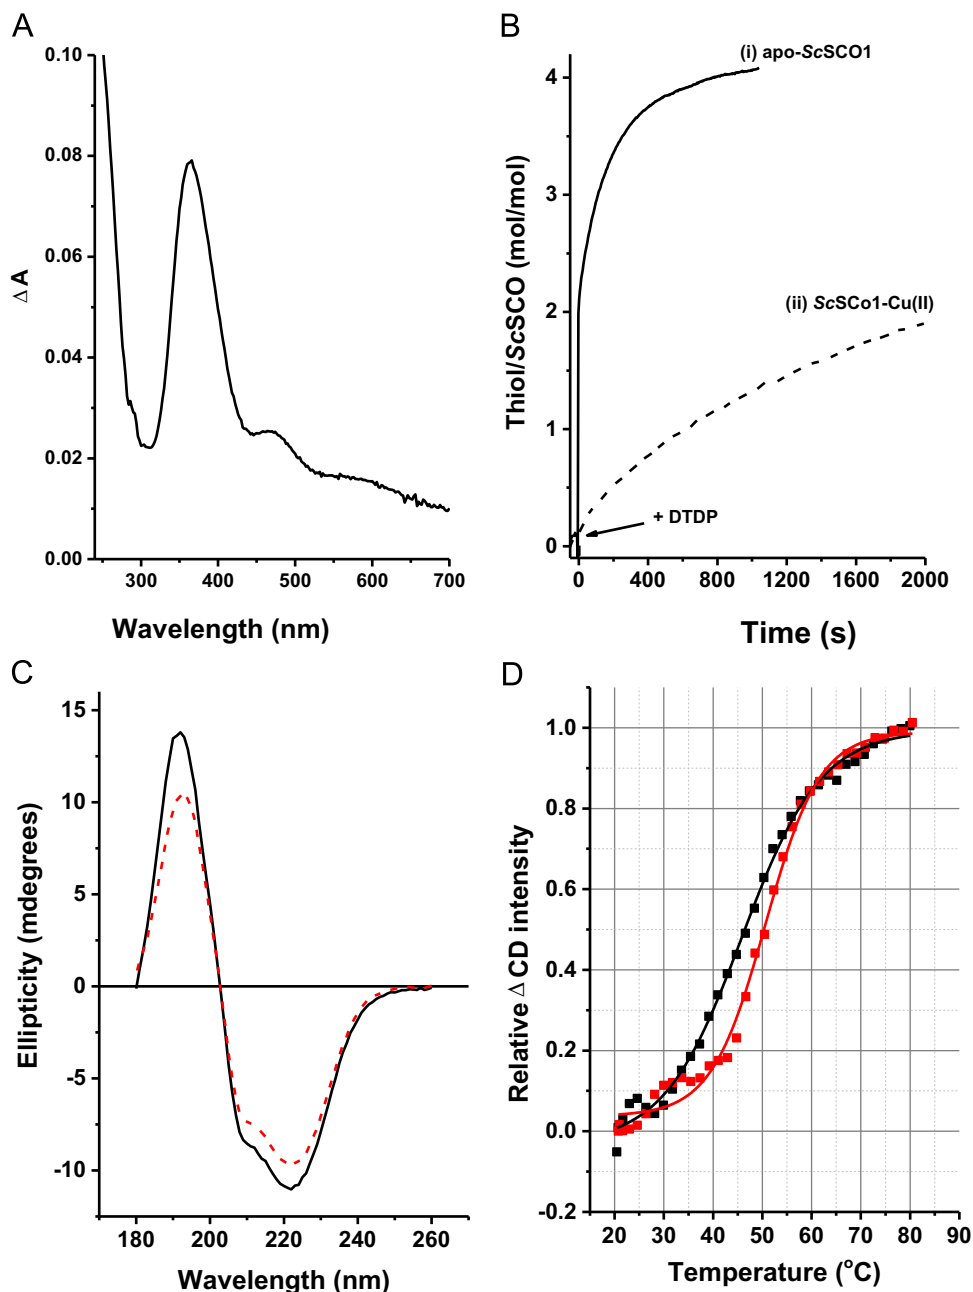 A
0.10
0.08
0.06
0.04
0.02
0.00
Δ A
300 400 500 600 700
Wavelength (nm)
B
(i) apo-ScSCO1
4
3
2
1
0
Thiol/ScSCO (mol/mol)
(ii) ScSCo1-Cu(II)
+ DTDP
0 400 800 1200 1600 2000
Time (s)
C
15
10
5
0
-5
-10
Ellipticity (mdegrees)
180 200 220 240 260
Wavelength (nm)
D
1.0
0.8
0.6
0.4
0.2
0.0
-0.2
Relative Δ CD intensity
20 30 40 50 60 70 80 90
Temperature (°C)